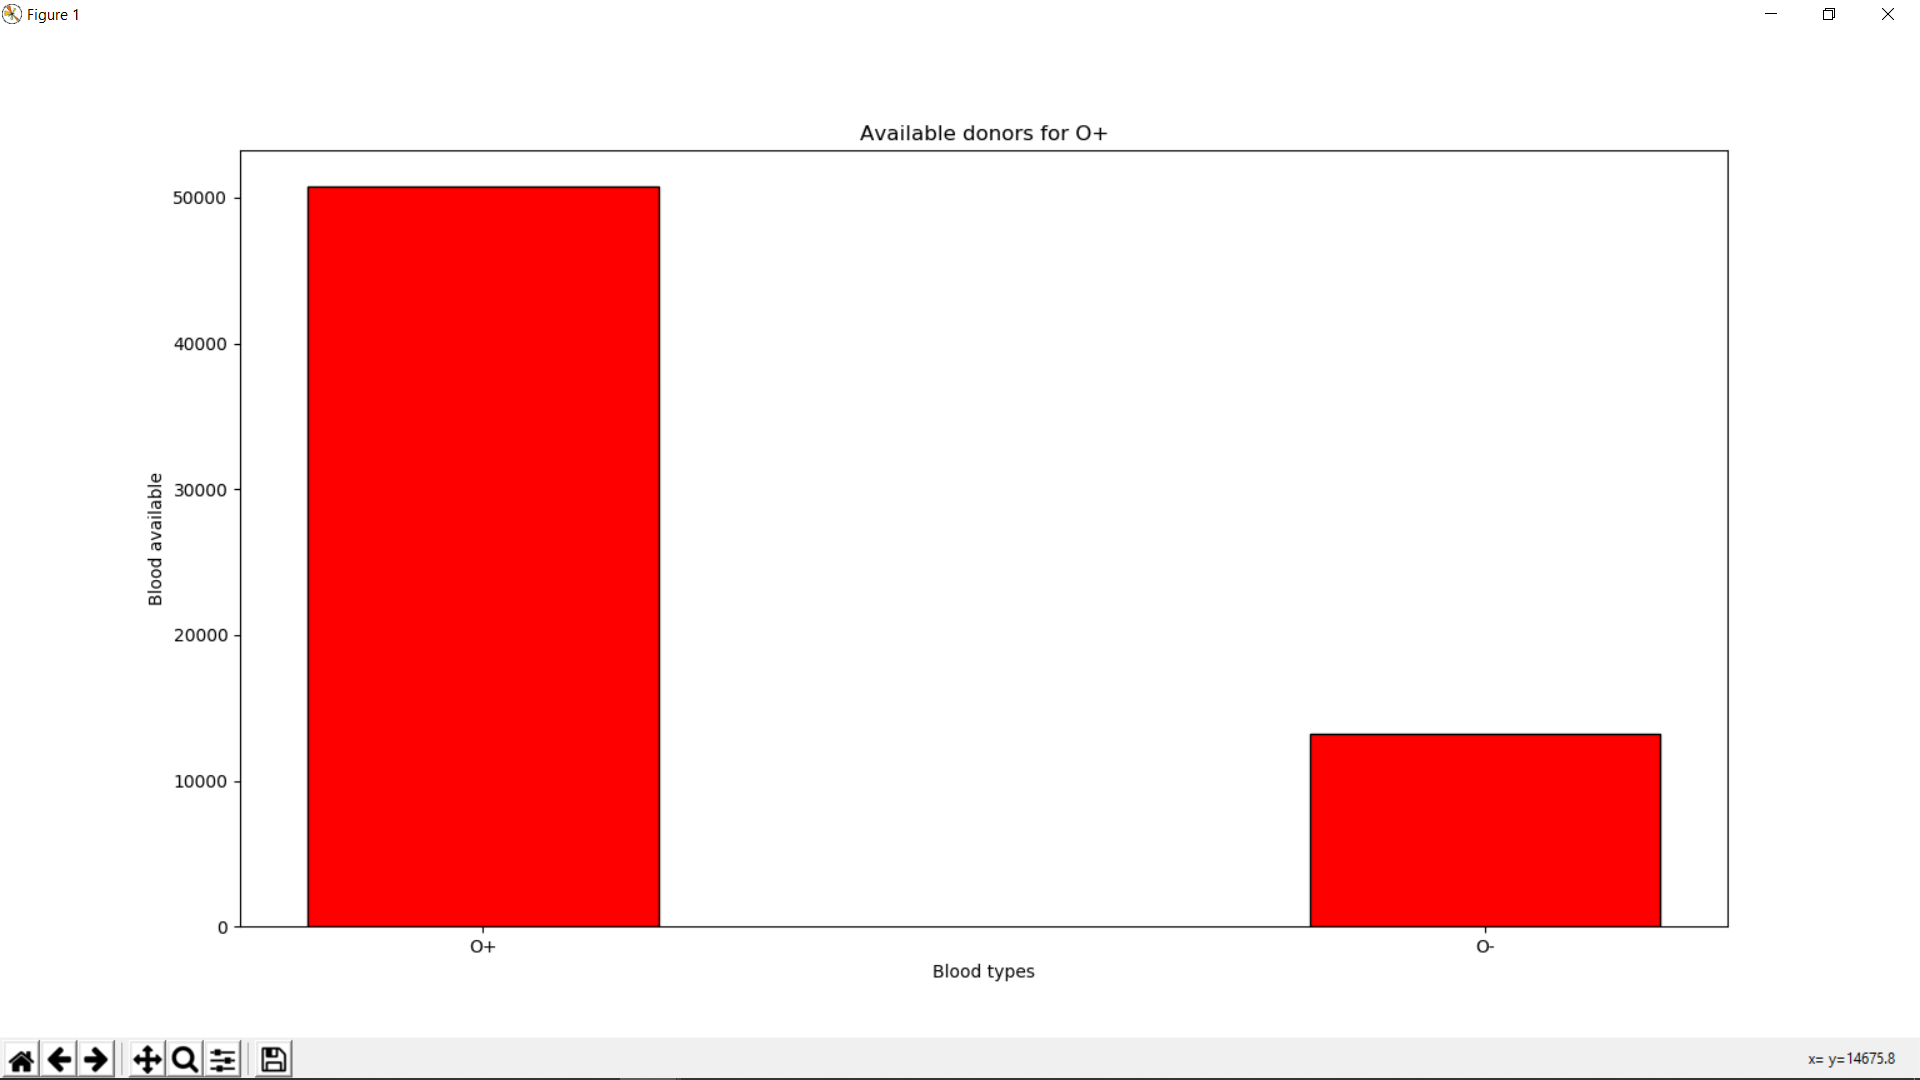 Figure 1
Available donors for O+
50000
40000
30000
20000
10000
0
Blood available
O+ O-
Blood types
x= y=14675.8